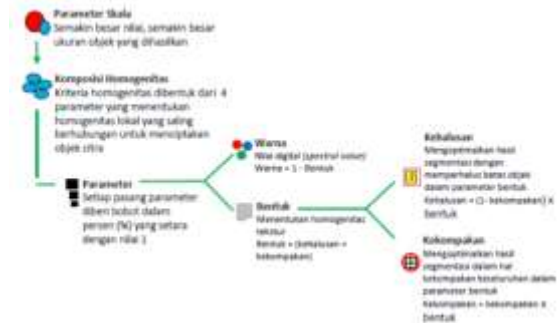 Parameter Skala
Semakin besar nilai, semakin besar
ukuran objek yang dihasilkan
Komposisi Homogenitas
Kriteria homogenitas dibentuk dari 4
parameter yang menentukan
homogenitas lokal yang saling
berhubungan untuk menciptakan
objek citra
Parameter
Setiap pasang parameter
diberi bobot dalam
persen (%) yang setara
dengan nilai 1
Warna
Nilai digital (spectral value)
Warna = 1 - Bentuk
Bentuk
Menentukan homogenitas
tekstur
Bentuk = (kehalusan +
kekompakan)
Kehalusan
Mengoptimalkan hasil
segmentasi dengan
memperhalus batas objek
dalam parameter bentuk
Kehalusan = (1- kekompakan) X
bentuk
Kekompakan
Mengoptimalkan hasil
segmentasi dalam hal
kekompakan keseluruhan dalam
parameter bentuk
Kekompakan = kekompakan X
bentuk